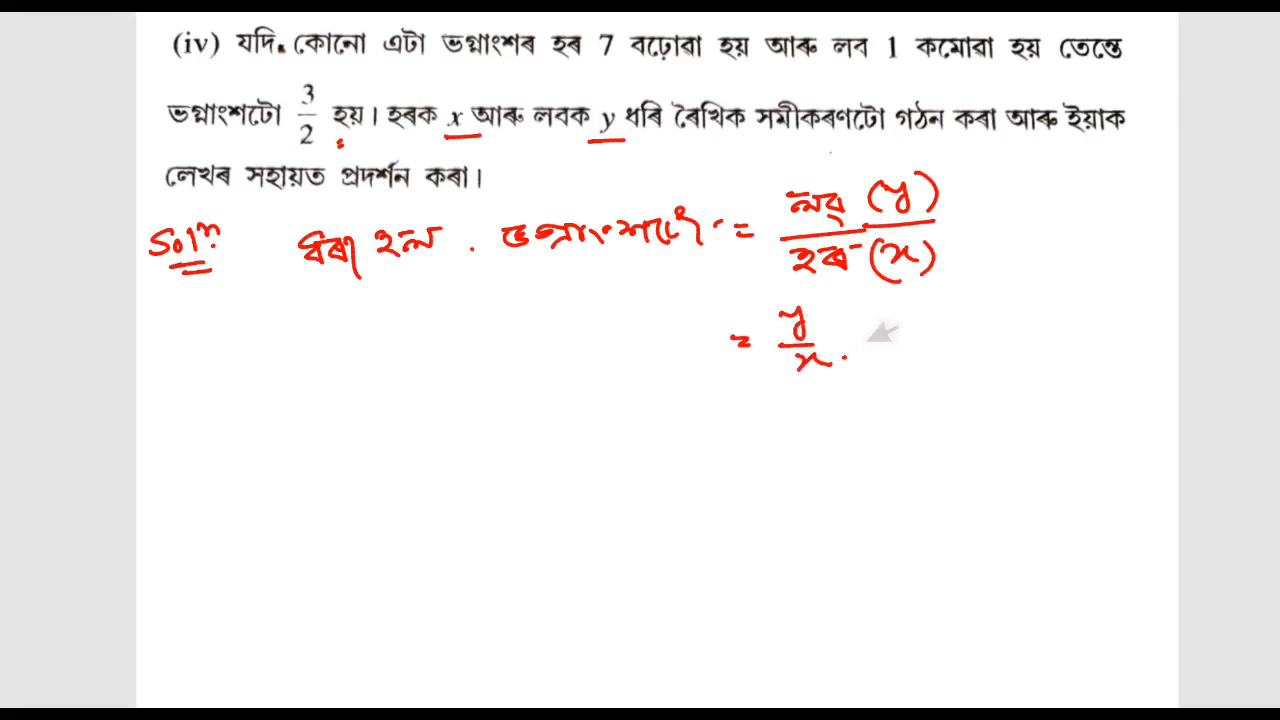 (iv) যদি কোনো এটা ভগ্নাংশৰ হৰ 7 বঢ়োৱা হয় আৰু লব 1 কমোৱা হয় তেন্তে
ভগ্নাংশটো 3/2 হয়। হৰক x আৰু লবক y ধৰি ৰৈখিক সমীকৰণটো গঠন কৰা আৰু ইয়াক
লেখৰ সহায়ত প্ৰদৰ্শন কৰা।
Solⁿ: ধৰা হল . ভগ্নাংশটো = লব (y) / হৰ (x)
= y/x .